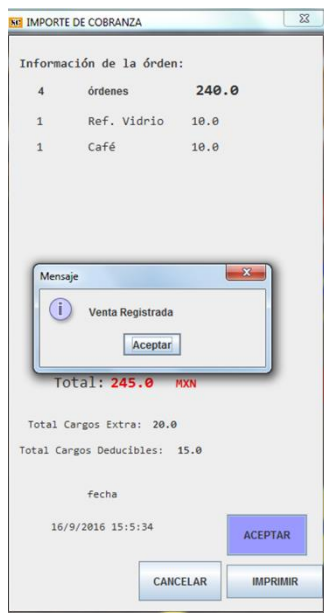 IMPORTE DE COBRANZA
Información de la órden:
4 órdenes 240.0
1 Ref. Vidrio 10.0
1 Café 10.0
Mensaje
Venta Registrada
Aceptar
Total: 245.0 MXN
Total Cargos Extra: 20.0
Total Cargos Deducibles: 15.0
fecha
16/9/2016 15:5:34
ACEPTAR
CANCELAR
IMPRIMIR